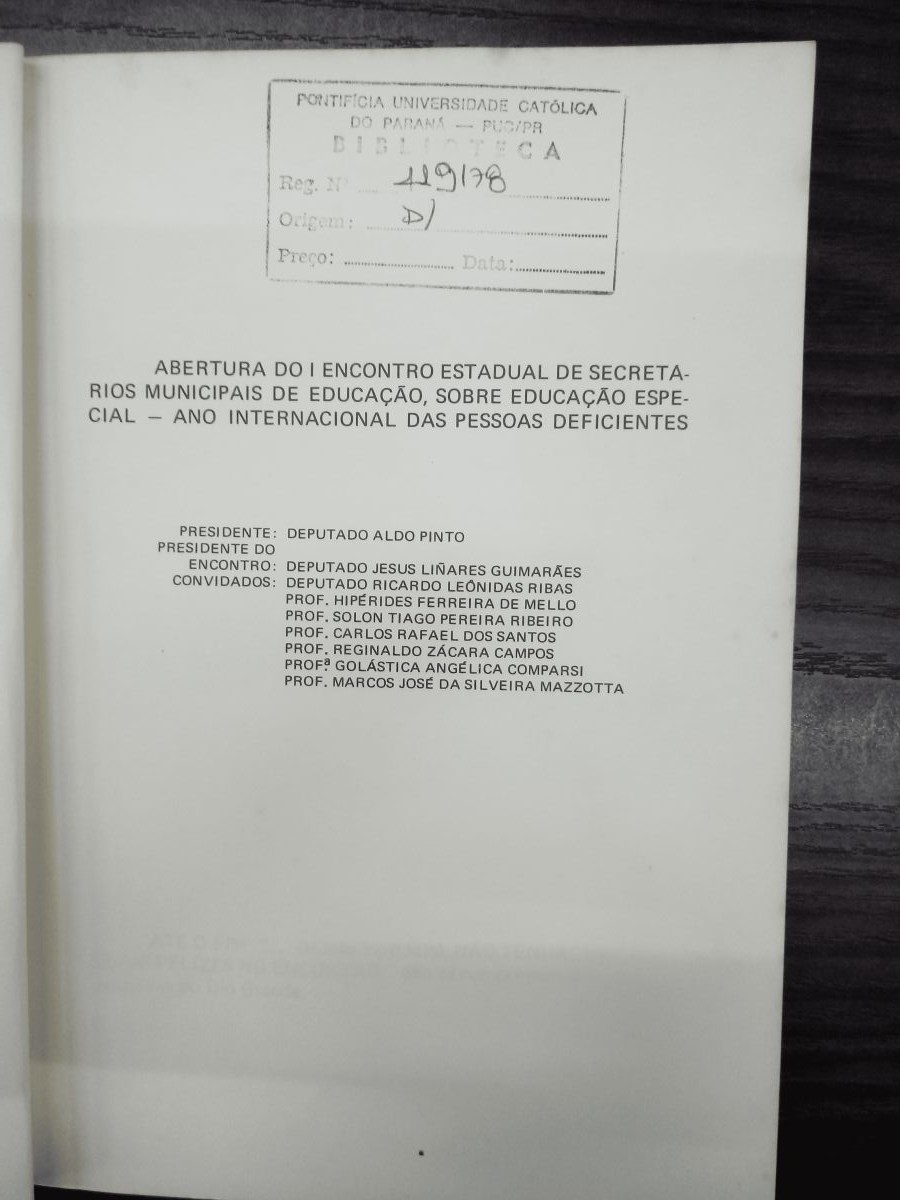 PONTIFÍCIA UNIVERSIDADE CATÓLICA
DO PARANÁ — PUC/PR
BIBLIOTECA
Reg. Nº 119178
Origem: D/
Preço: Data:
ABERTURA DO I ENCONTRO ESTADUAL DE SECRETA-
RIOS MUNICIPAIS DE EDUCAÇÃO, SOBRE EDUCAÇÃO ESPE-
CIAL — ANO INTERNACIONAL DAS PESSOAS DEFICIENTES
PRESIDENTE: DEPUTADO ALDO PINTO
PRESIDENTE DO
ENCONTRO: DEPUTADO JESUS LIÑARES GUIMARÃES
CONVIDADOS: DEPUTADO RICARDO LEÔNIDAS RIBAS
PROF. HIPÉRIDES FERREIRA DE MELLO
PROF. SOLON TIAGO PEREIRA RIBEIRO
PROF. CARLOS RAFAEL DOS SANTOS
PROF. REGINALDO ZÁCARA CAMPOS
PROF.ª GOLÁSTICA ANGÉLICA COMPARSI
PROF. MARCOS JOSÉ DA SILVEIRA MAZZOTTA